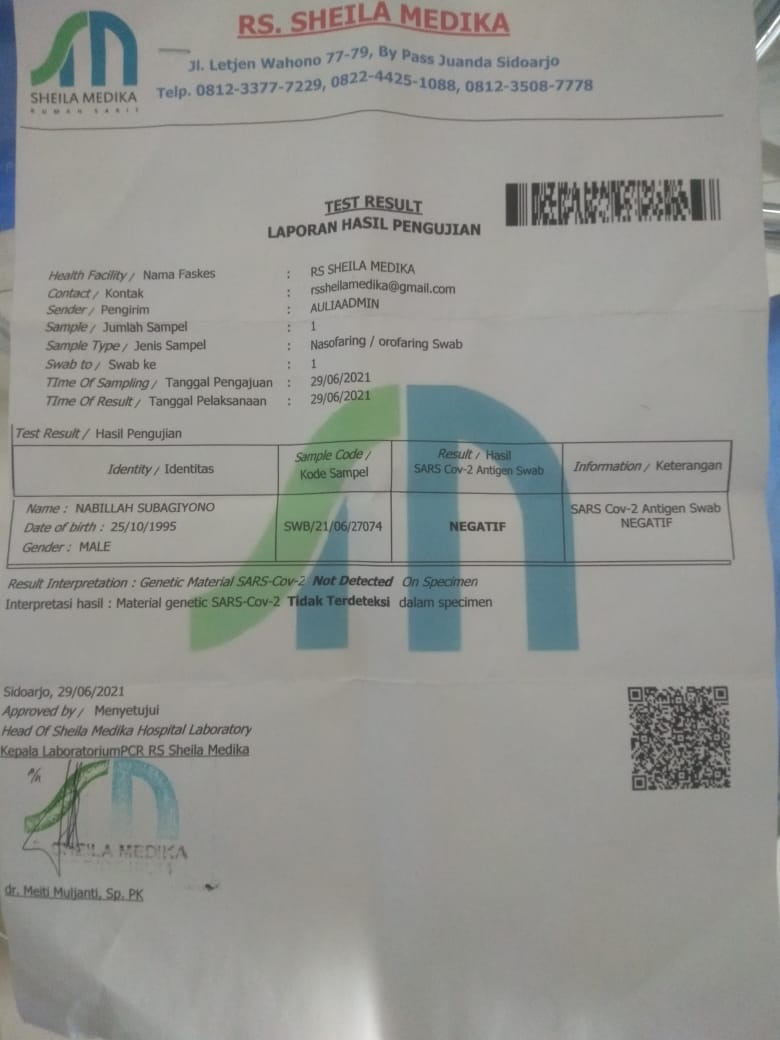 RS. SHEILA MEDIKA
Jl. Letjen Wahono 77-79, By Pass Juanda Sidoarjo
Telp. 0812-3377-7229, 0822-4425-1088, 0812-3508-7778
SHEILA MEDIKA
RUMAH SAKIT
TEST RESULT
LAPORAN HASIL PENGUJIAN
Health Facility / Nama Faskes : RS SHEILA MEDIKA
Contact / Kontak : rssheilamedika@gmail.com
Sender / Pengirim : AULIAADMIN
Sample / Jumlah Sampel : 1
Sample Type / Jenis Sampel : Nasofaring / orofaring Swab
Swab to / Swab ke : 1
TIme Of Sampling / Tanggal Pengajuan : 29/06/2021
TIme Of Result / Tanggal Pelaksanaan : 29/06/2021
Test Result / Hasil Pengujian
Identity / Identitas
Sample Code /
Kode Sampel
Result / Hasil
SARS Cov-2 Antigen Swab
Information / Keterangan
Name : NABILLAH SUBAGIYONO
Date of birth : 25/10/1995
Gender : MALE
SWB/21/06/27074
NEGATIF
SARS Cov-2 Antigen Swab
NEGATIF
Result Interpretation : Genetic Material SARS-Cov-2 Not Detected On Specimen
Interpretasi hasil : Material genetic SARS-Cov-2 Tidak Terdeteksi dalam specimen
Sidoarjo, 29/06/2021
Approved by / Menyetujui
Head Of Sheila Medika Hospital Laboratory
Kepala LaboratoriumPCR RS Sheila Medika
a/n
SHEILA MEDIKA
dr. Meiti Muljanti, Sp. PK